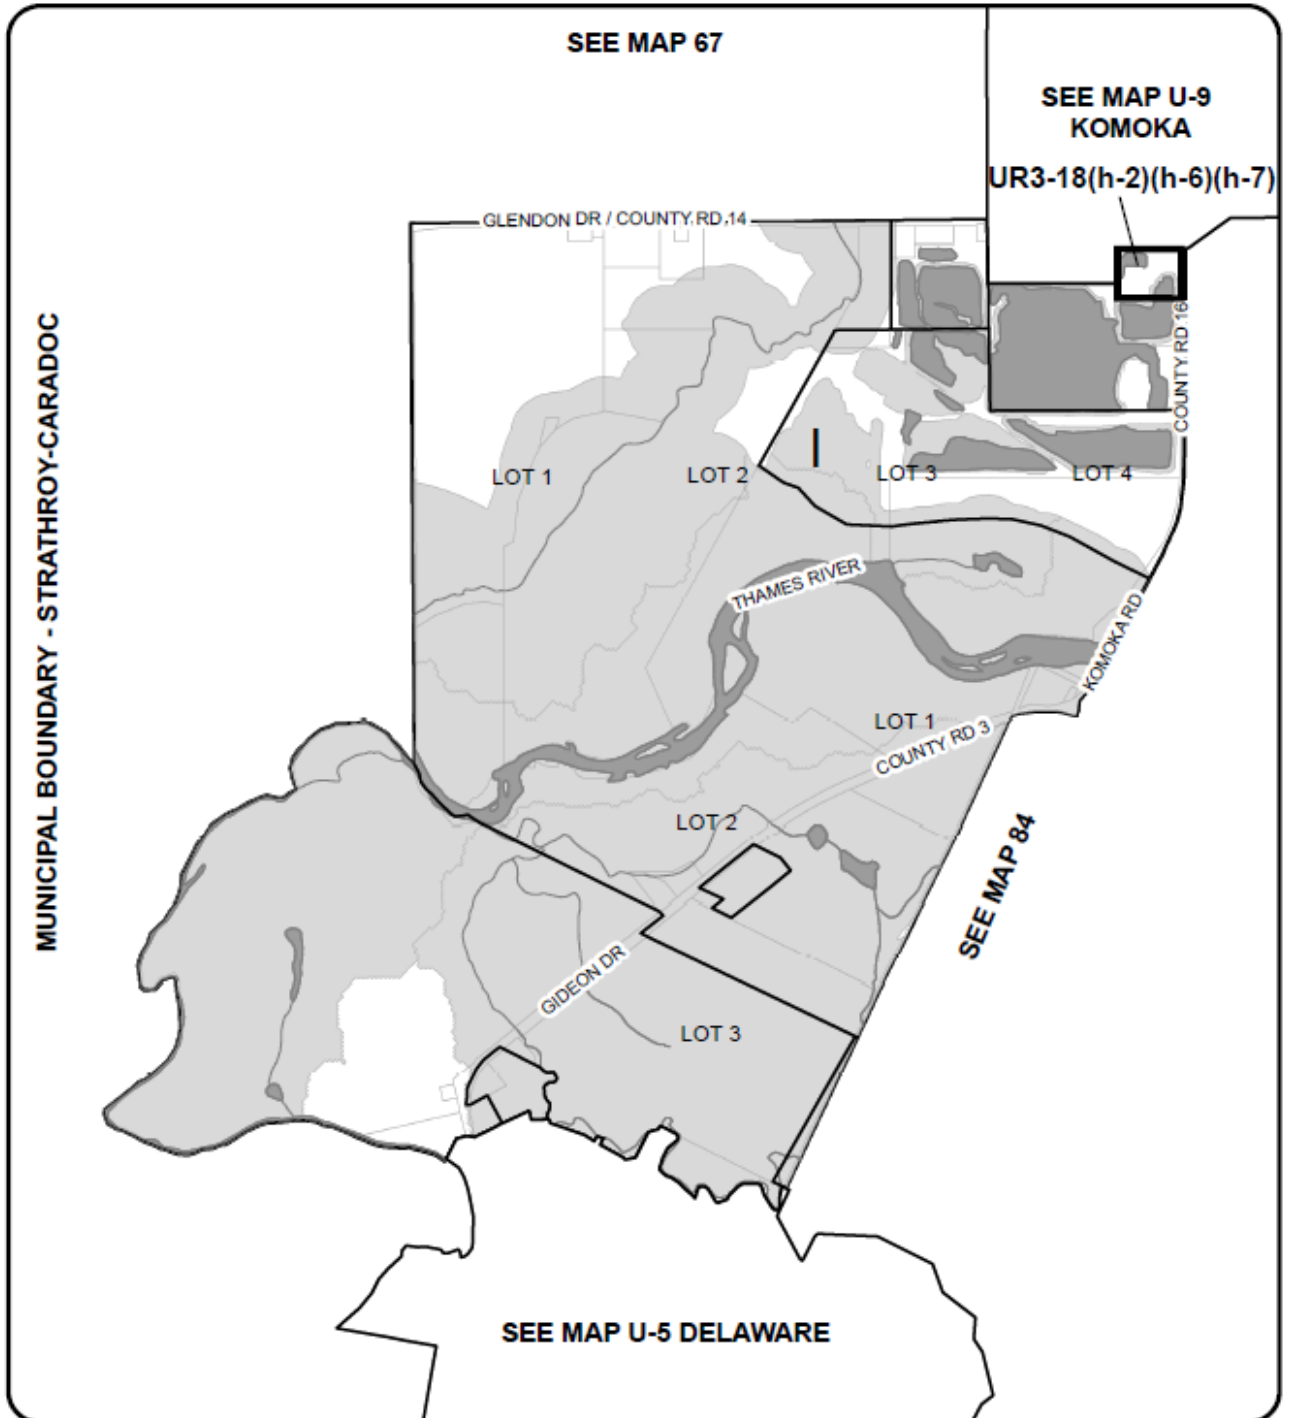 SEE MAP 67
SEE MAP U-9
KOMOKA
UR3-18(h-2)(h-6)(h-7)
GLENDON DR / COUNTY RD 14
COUNTY RD 16
MUNICIPAL BOUNDARY - STRATHROY-CARADOC
I
LOT 1
LOT 2
LOT 3
LOT 4
THAMES RIVER
KOMOKA RD
LOT 1
COUNTY RD 3
LOT 2
SEE MAP 84
GIDEON DR
LOT 3
SEE MAP U-5 DELAWARE